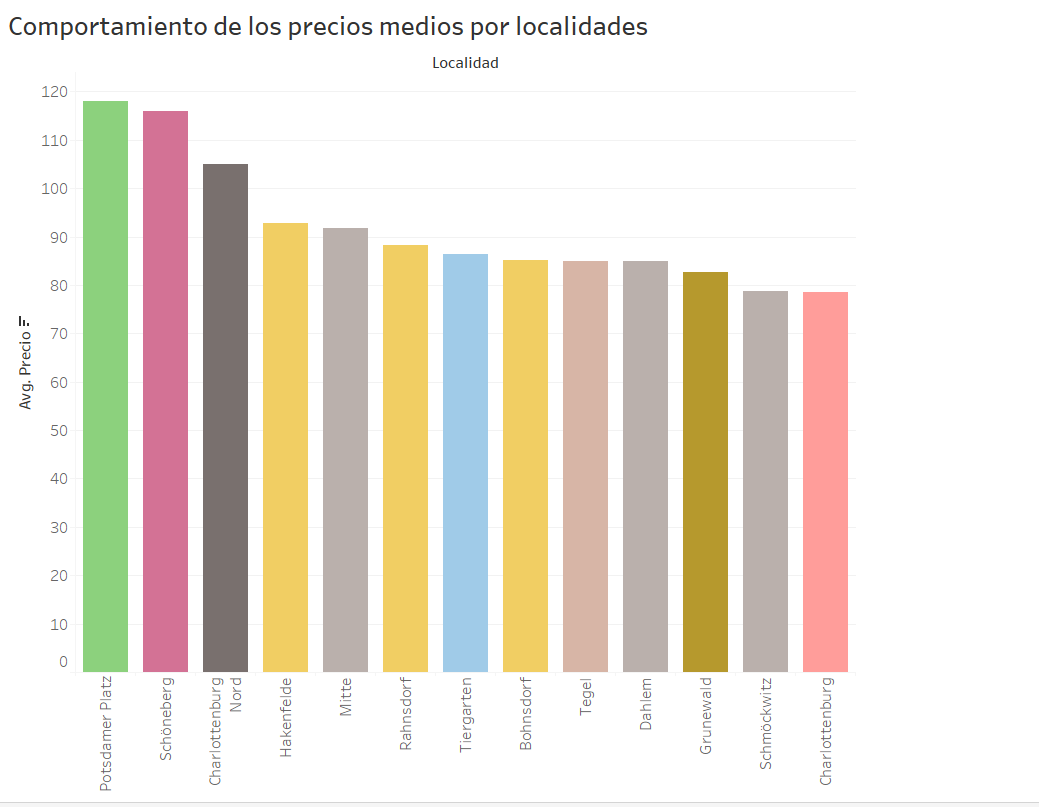 Comportamiento de los precios medios por localidades
Localidad
Avg. Precio
120
110
100
90
80
70
60
50
40
30
20
10
0
Potsdamer Platz
Schöneberg
Charlottenburg
Nord
Hakenfelde
Mitte
Rahnsdorf
Tiergarten
Bohnsdorf
Tegel
Dahlem
Grunewald
Schmöckwitz
Charlottenburg